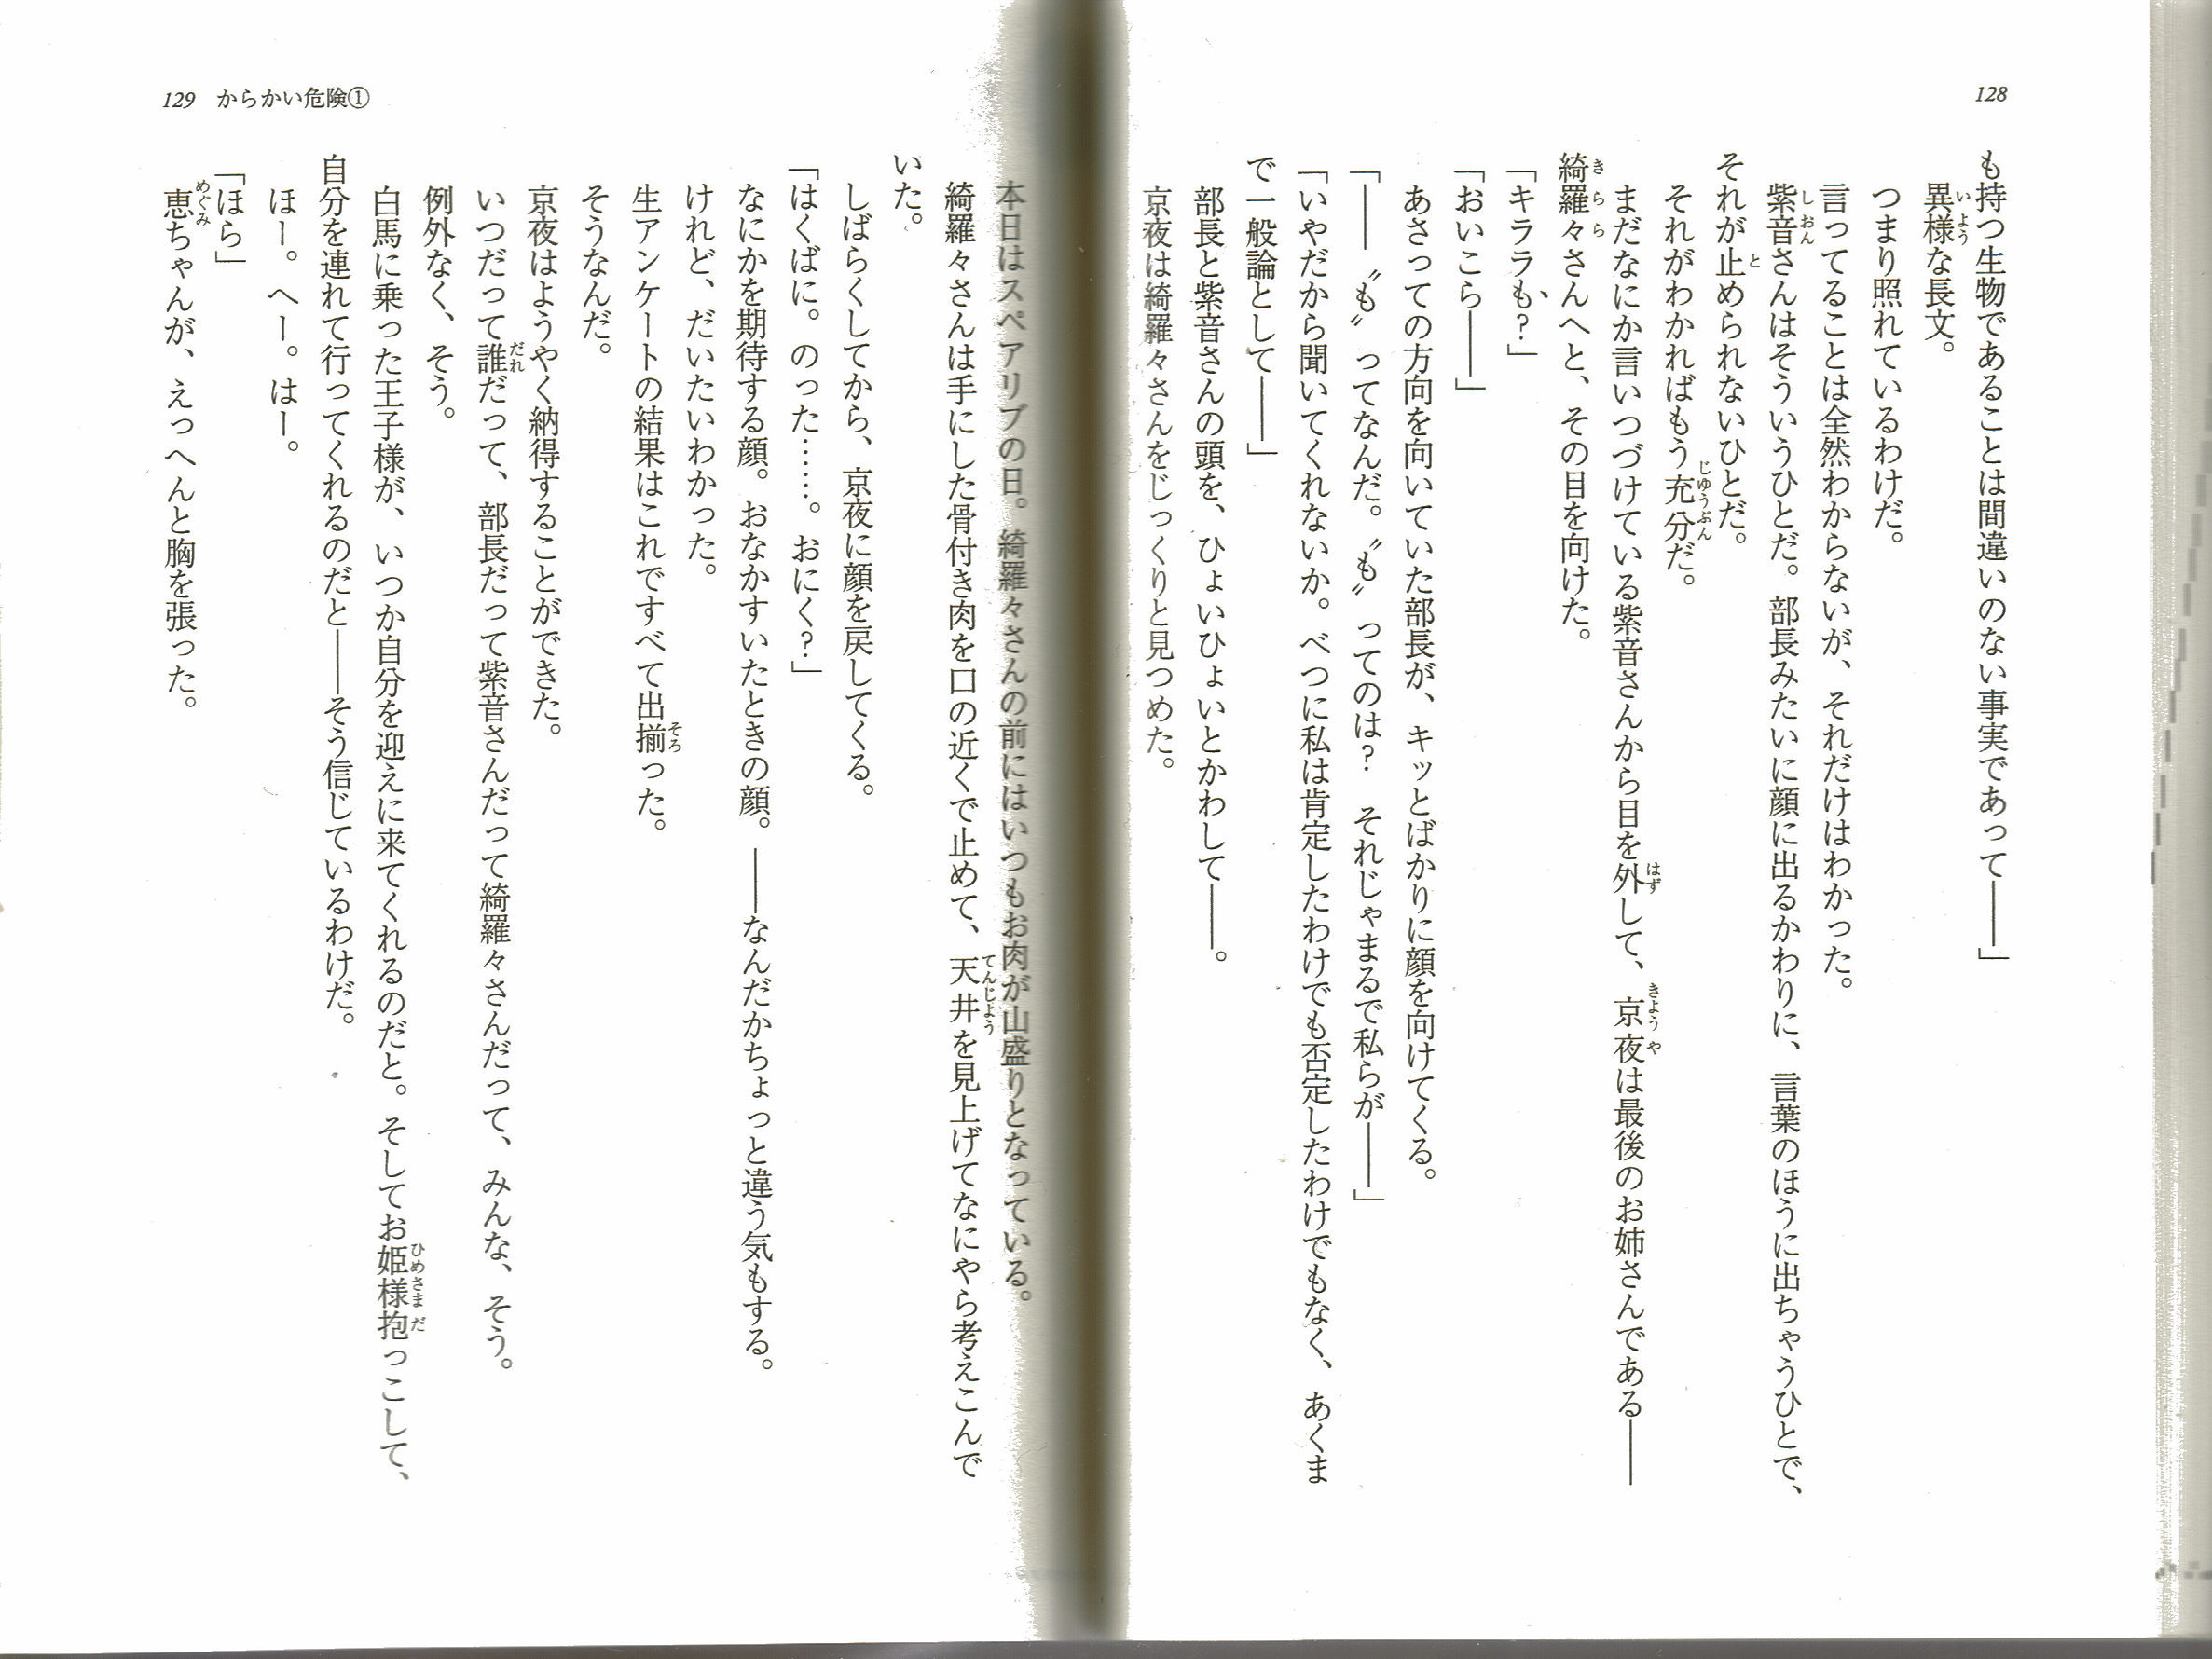 128
も持つ生物であることは間違いのない事実であって――」
異様な長文。
つまり照れているわけだ。
言ってることは全然わからないが、それだけはわかった。
紫音さんはそういうひとだ。部長みたいに顔に出るかわりに、言葉のほうに出ちゃうひとで、
それが止められないひとだ。
それがわかればもう充分だ。
まだなにか言いつづけている紫音さんから目を外して、京夜は最後のお姉さんである――
綺羅々さんへと、その目を向けた。
「キララも、？」
「おいこら――」
あさっての方向を向いていた部長が、キッとばかりに顔を向けてくる。
「――〝も〟ってなんだ。〝も〟ってのは？　それじゃまるで私らが――」
「いやだから聞いてくれないか。べつに私は肯定したわけでも否定したわけでもなく、あくま
で一般論として――」
部長と紫音さんの頭を、ひょいひょいとかわして――。
京夜は綺羅々さんをじっくりと見つめた。
本日はスペアリブの日。綺羅々さんの前にはいつもお肉が山盛りとなっている。
綺羅々さんは手にした骨付き肉を口の近くで止めて、天井を見上げてなにやら考えこんで
いた。
しばらくしてから、京夜に顔を戻してくる。
「はくばに。のった……。おにく？」
なにかを期待する顔。おなかすいたときの顔。――なんだかちょっと違う気もする。
けれど、だいたいわかった。
生アンケートの結果はこれですべて出揃った。
そうなんだ。
京夜はようやく納得することができた。
いつだって誰だって、部長だって紫音さんだって綺羅々さんだって、みんな、そう。
例外なく、そう。
白馬に乗った王子様が、いつか自分を迎えに来てくれるのだと。そしてお姫様抱っこして、
自分を連れて行ってくれるのだと――そう信じているわけだ。
ほー。へー。はー。
「ほら」
恵ちゃんが、えっへんと胸を張った。
129 からかい危険①